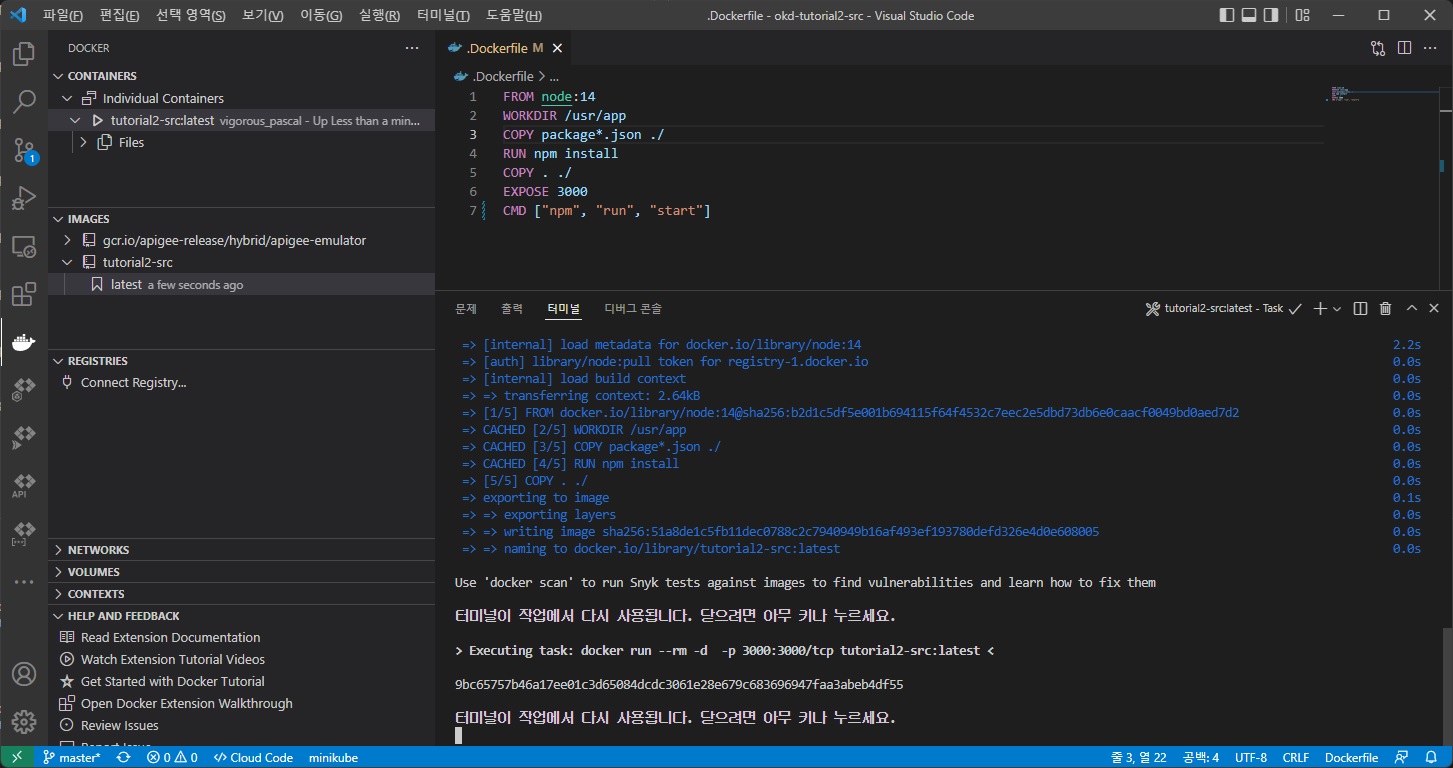 파일(F) 편집(E) 선택 영역(S) 보기(V) 이동(G) 실행(R) 터미널(T) 도움말(H) .Dockerfile - okd-tutorial2-src - Visual Studio Code
DOCKER
CONTAINERS
Individual Containers
tutorial2-src:latest vigorous_pascal - Up Less than a min...
Files
IMAGES
gcr.io/apigee-release/hybrid/apigee-emulator
tutorial2-src
latest a few seconds ago
REGISTRIES
Connect Registry...
NETWORKS
VOLUMES
CONTEXTS
HELP AND FEEDBACK
Read Extension Documentation
Watch Extension Tutorial Videos
Get Started with Docker Tutorial
Open Docker Extension Walkthrough
Review Issues
1
API
.Dockerfile M
.Dockerfile > ...
1 FROM node:14
2 WORKDIR /usr/app
3 COPY package*.json ./
4 RUN npm install
5 COPY . ./
6 EXPOSE 3000
7 CMD ["npm", "run", "start"]
문제 출력 터미널 디버그 콘솔 tutorial2-src:latest - Task
=> [internal] load metadata for docker.io/library/node:14 2.2s
=> [auth] library/node:pull token for registry-1.docker.io 0.0s
=> [internal] load build context 0.0s
=> => transferring context: 2.64kB 0.0s
=> [1/5] FROM docker.io/library/node:14@sha256:b2d1c5df5e001b694115f64f4532c7eec2e5dbd73db6e0caacf0049bd0aed7d2 0.0s
=> CACHED [2/5] WORKDIR /usr/app 0.0s
=> CACHED [3/5] COPY package*.json ./ 0.0s
=> CACHED [4/5] RUN npm install 0.0s
=> [5/5] COPY . ./ 0.0s
=> exporting to image 0.1s
=> => exporting layers 0.0s
=> => writing image sha256:51a8de1c5fb11dec0788c2c7940949b16af493ef193780defd326e4d0e608005 0.0s
=> => naming to docker.io/library/tutorial2-src:latest 0.0s
Use 'docker scan' to run Snyk tests against images to find vulnerabilities and learn how to fix them
터미널이 작업에서 다시 사용됩니다. 닫으려면 아무 키나 누르세요.
> Executing task: docker run --rm -d  -p 3000:3000/tcp tutorial2-src:latest <
9bc65757b46a17ee01c3d65084dcdc3061e28e679c683696947faa3abeb4df55
터미널이 작업에서 다시 사용됩니다. 닫으려면 아무 키나 누르세요.
master* 0 0 Cloud Code minikube 줄 3, 열 22 공백: 4 UTF-8 CRLF Dockerfile